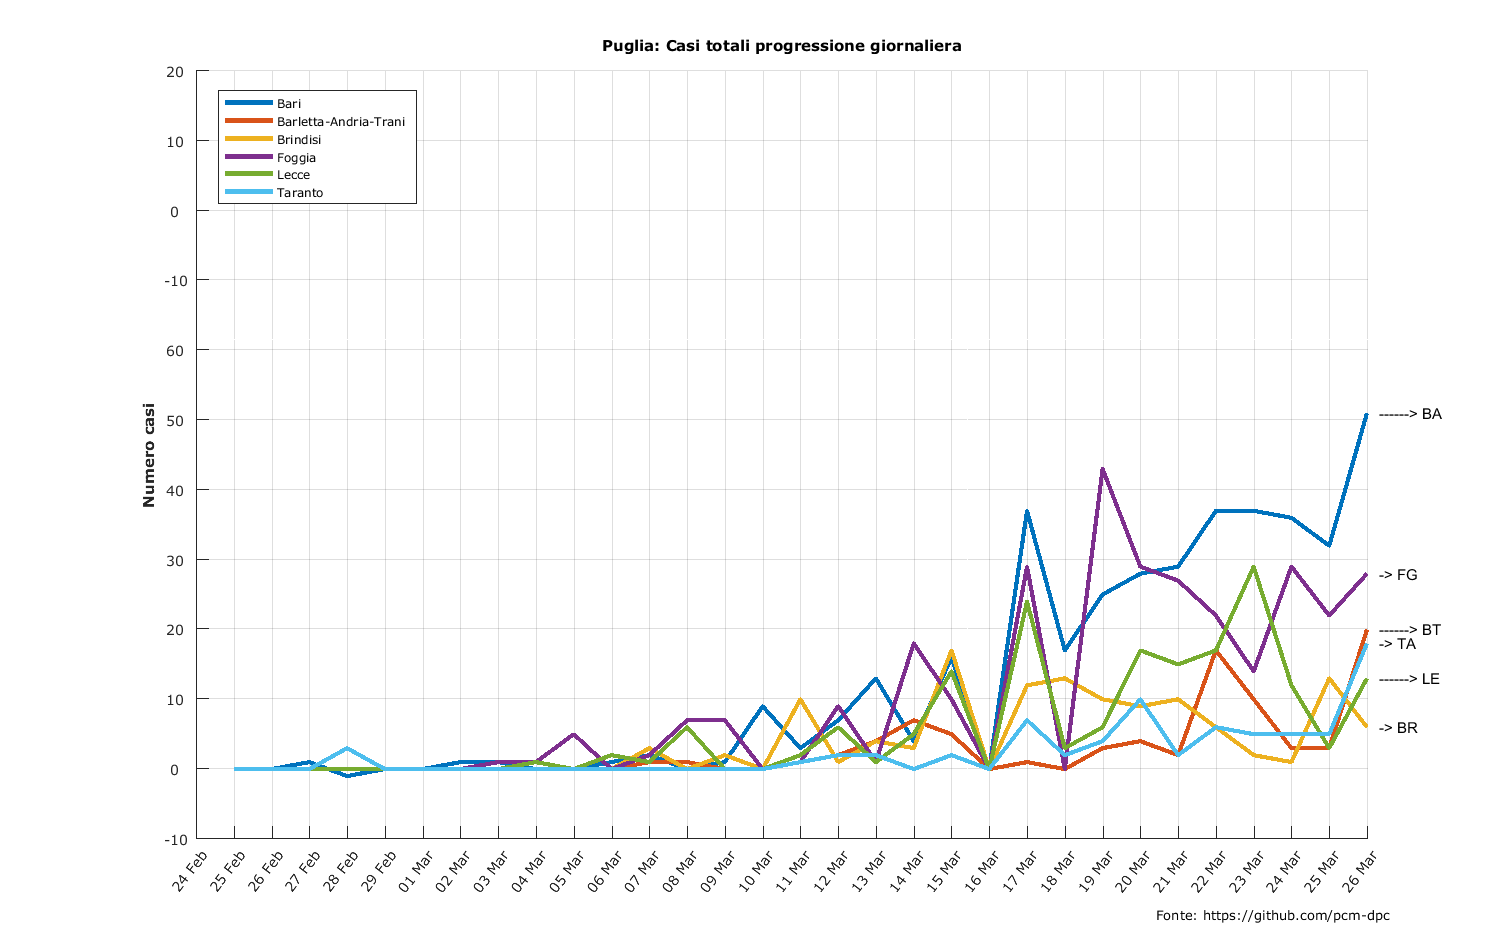 Puglia: Casi totali progressione giornaliera
20
10
0
-10
60
50
40
30
20
10
0
-10
Numero casi
Bari
Barletta-Andria-Trani
Brindisi
Foggia
Lecce
Taranto
------> BA
-> FG
------> BT
-> TA
------> LE
-> BR
24 Feb
25 Feb
26 Feb
27 Feb
28 Feb
29 Feb
01 Mar
02 Mar
03 Mar
04 Mar
05 Mar
06 Mar
07 Mar
08 Mar
09 Mar
10 Mar
11 Mar
12 Mar
13 Mar
14 Mar
15 Mar
16 Mar
17 Mar
18 Mar
19 Mar
20 Mar
21 Mar
22 Mar
23 Mar
24 Mar
25 Mar
26 Mar
Fonte: https://github.com/pcm-dpc